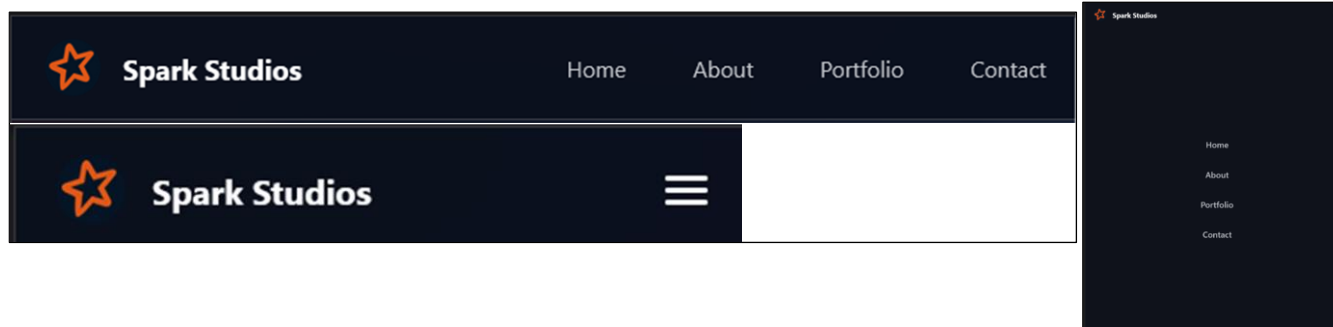 Spark Studios Home About Portfolio Contact
Spark Studios
Spark Studios
Home
About
Portfolio
Contact